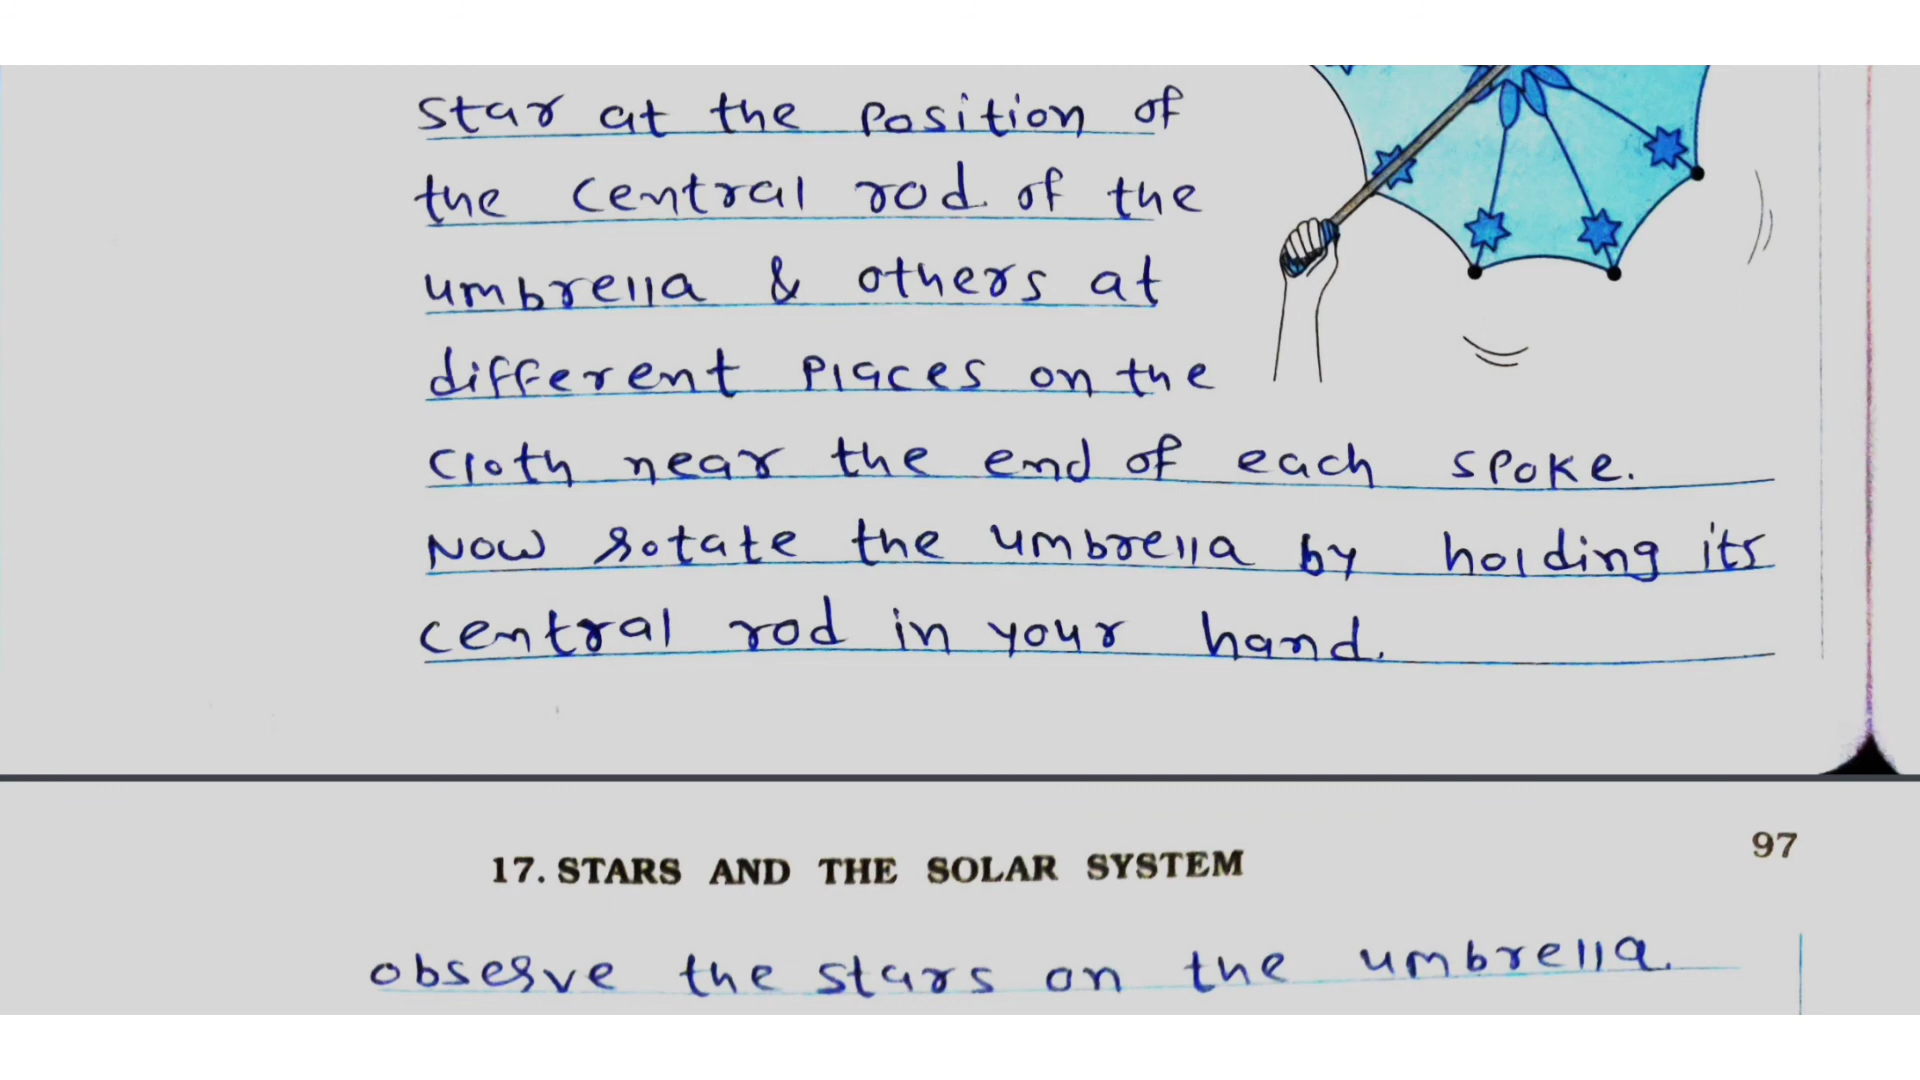 star at the position of
the central rod of the
umbrella & others at
different places on the
cloth near the end of each spoke.
Now rotate the umbrella by holding its
central rod in your hand.
97
17. STARS AND THE SOLAR SYSTEM
observe the stars on the umbrella.